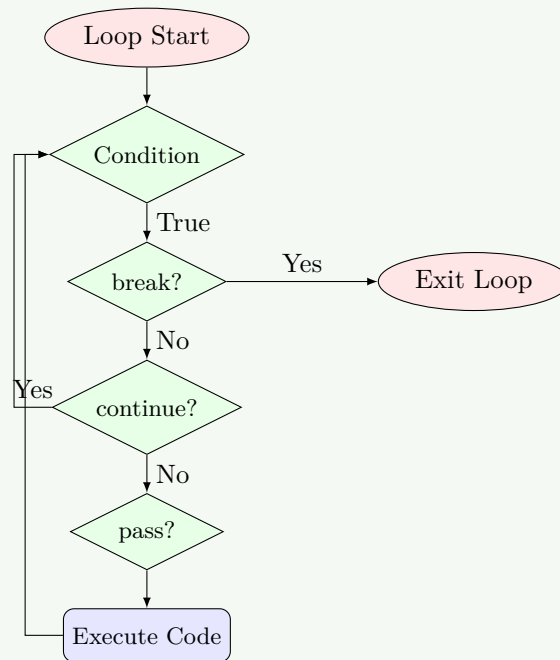 Loop Start
Condition
True
break?
Yes
Exit Loop
No
Yes
continue?
No
pass?
Execute Code